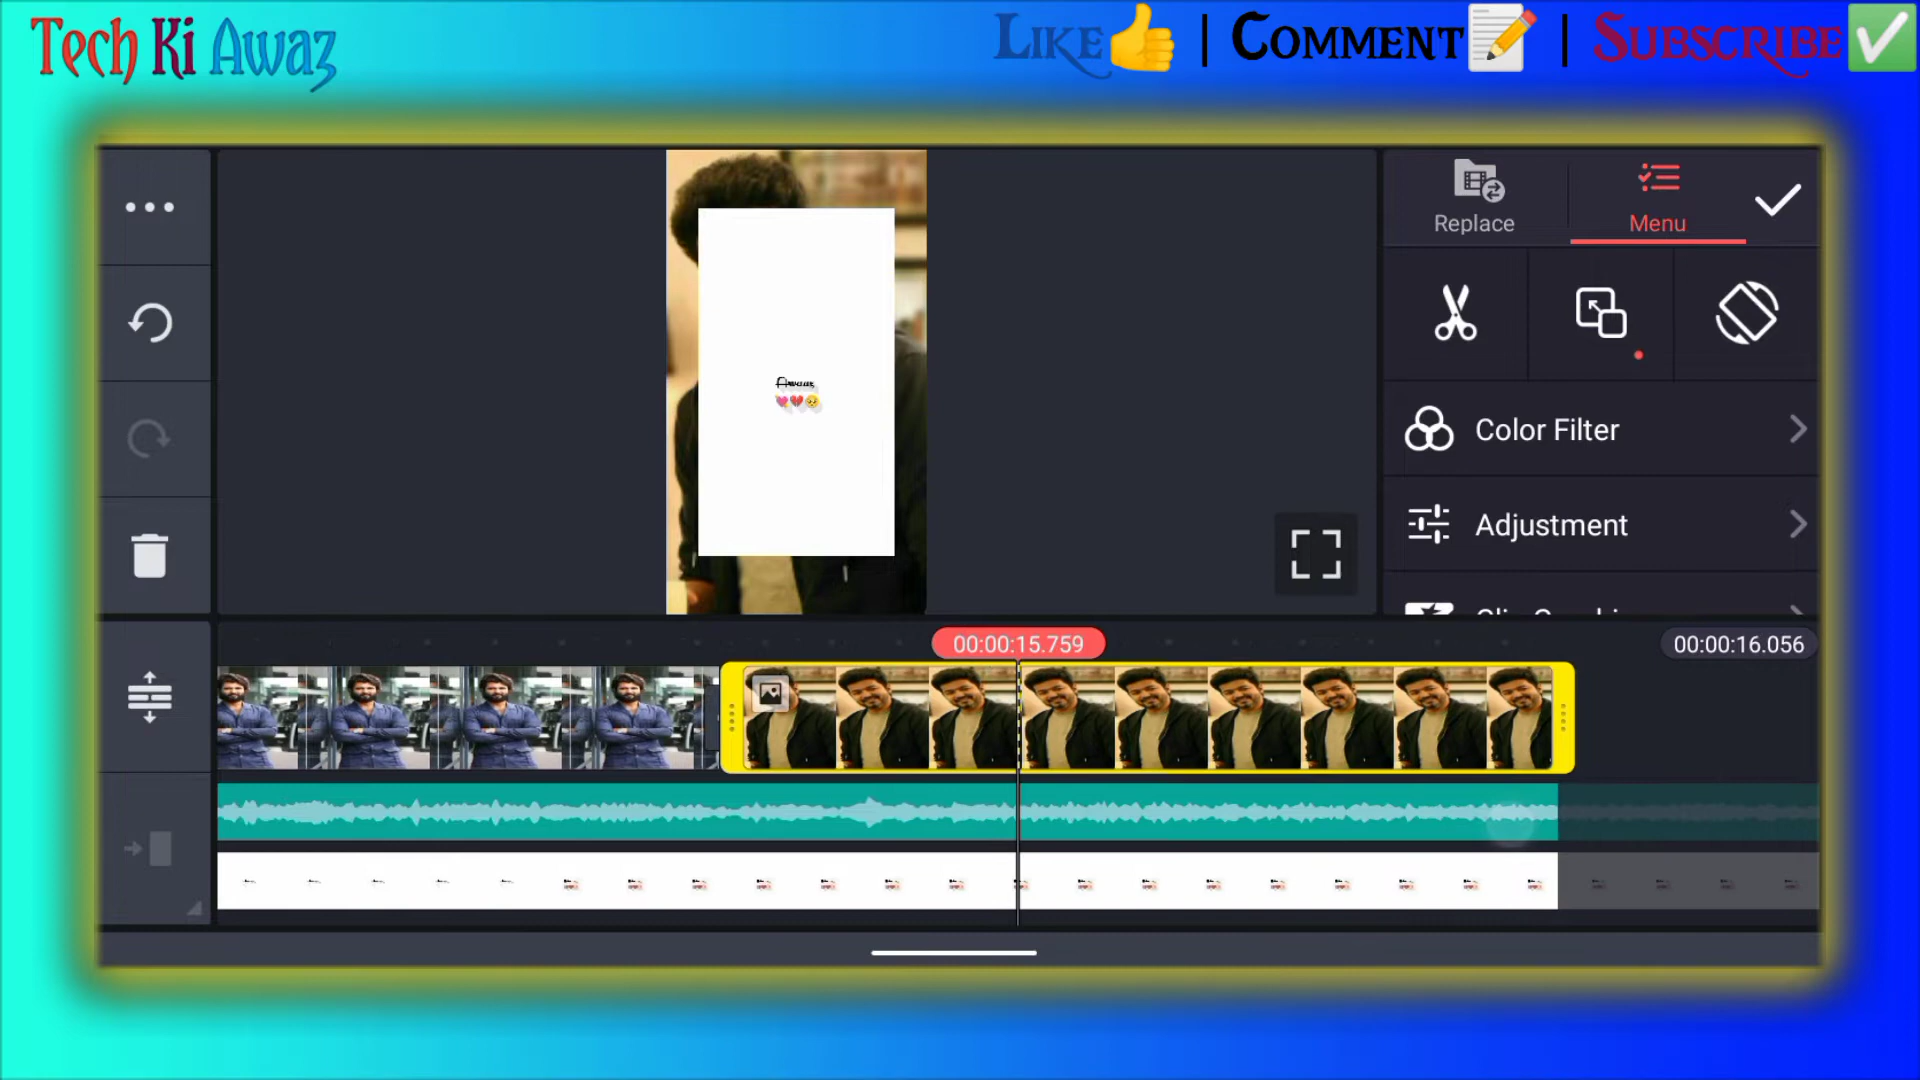 Tech Ki Awaz
Like👍 | Comment📝 | Subscribe✅
Replace
Menu
Color Filter
Adjustment
00:00:15.759
00:00:16.056